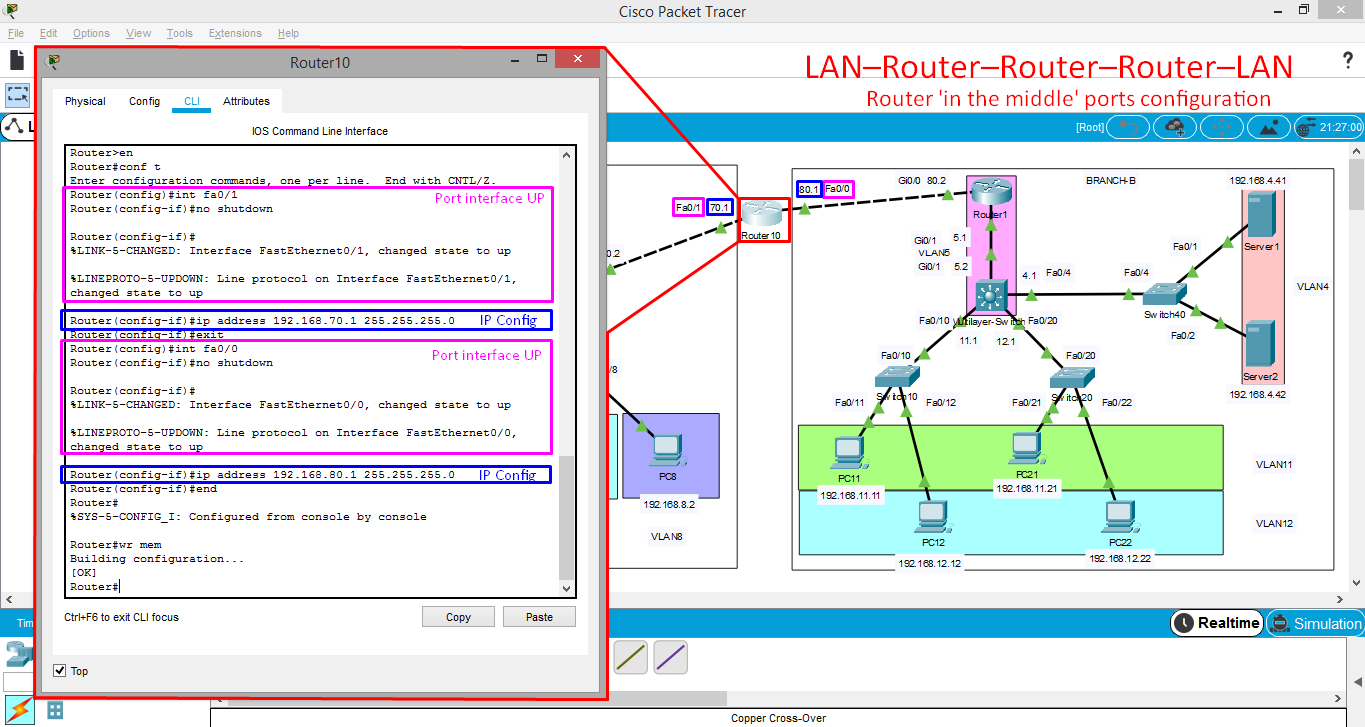 Cisco Packet Tracer
File Edit Options View Tools Extensions Help
LAN–Router–Router–Router–LAN
Router 'in the middle' ports configuration
[Root]
21:27:00
Router10
Physical Config CLI Attributes
IOS Command Line Interface
Router>en
Router#conf t
Enter configuration commands, one per line. End with CNTL/Z.
Router(config)#int fa0/1
Port interface UP
Router(config-if)#no shutdown
Router(config-if)#
%LINK-5-CHANGED: Interface FastEthernet0/1, changed state to up
%LINEPROTO-5-UPDOWN: Line protocol on Interface FastEthernet0/1,
changed state to up
Router(config-if)#ip address 192.168.70.1 255.255.255.0
IP Config
Router(config-if)#exit
Router(config)#int fa0/0
Port interface UP
Router(config-if)#no shutdown
Router(config-if)#
%LINK-5-CHANGED: Interface FastEthernet0/0, changed state to up
%LINEPROTO-5-UPDOWN: Line protocol on Interface FastEthernet0/0,
changed state to up
Router(config-if)#ip address 192.168.80.1 255.255.255.0
IP Config
Router(config-if)#end
Router#
%SYS-5-CONFIG_I: Configured from console by console
Router#wr mem
Building configuration...
[OK]
Router#
Ctrl+F6 to exit CLI focus
Copy
Paste
Top
Fa0/1
70.1
Router10
80.1
Fa0/0
0.2
/8
PC8
192.168.8.2
VLAN8
Gi0/0 80.2
BRANCH-B
192.168.4.41
Router1
Gi0/1 5.1
VLAN5
Gi0/1 5.2
Server1
Fa0/1
4.1 Fa0/4
Fa0/4
VLAN4
Switch40
Fa0/2
Server2
192.168.4.42
Fa0/10
Mutilayer-Switch
Fa0/20
11.1
12.1
Fa0/10
Fa0/20
Switch10
Switch20
Fa0/11
Fa0/12
Fa0/21
Fa0/22
PC11
192.168.11.11
PC21
192.168.11.21
VLAN11
PC12
192.168.12.12
PC22
192.168.12.22
VLAN12
Tim
Realtime
Simulation
Copper Cross-Over